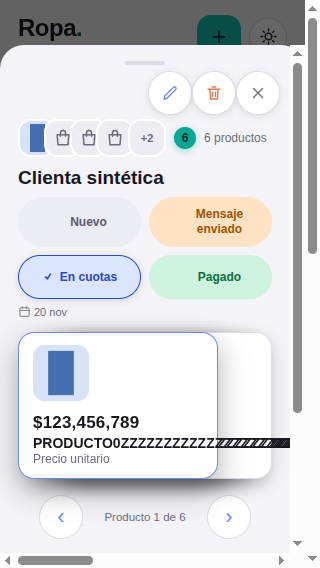 Ropa.
+2
6
6 productos
Clienta sintética
Nuevo
Mensaje
enviado
En cuotas
Pagado
20 nov
$123,456,789
Precio unitario
Producto 1 de 6